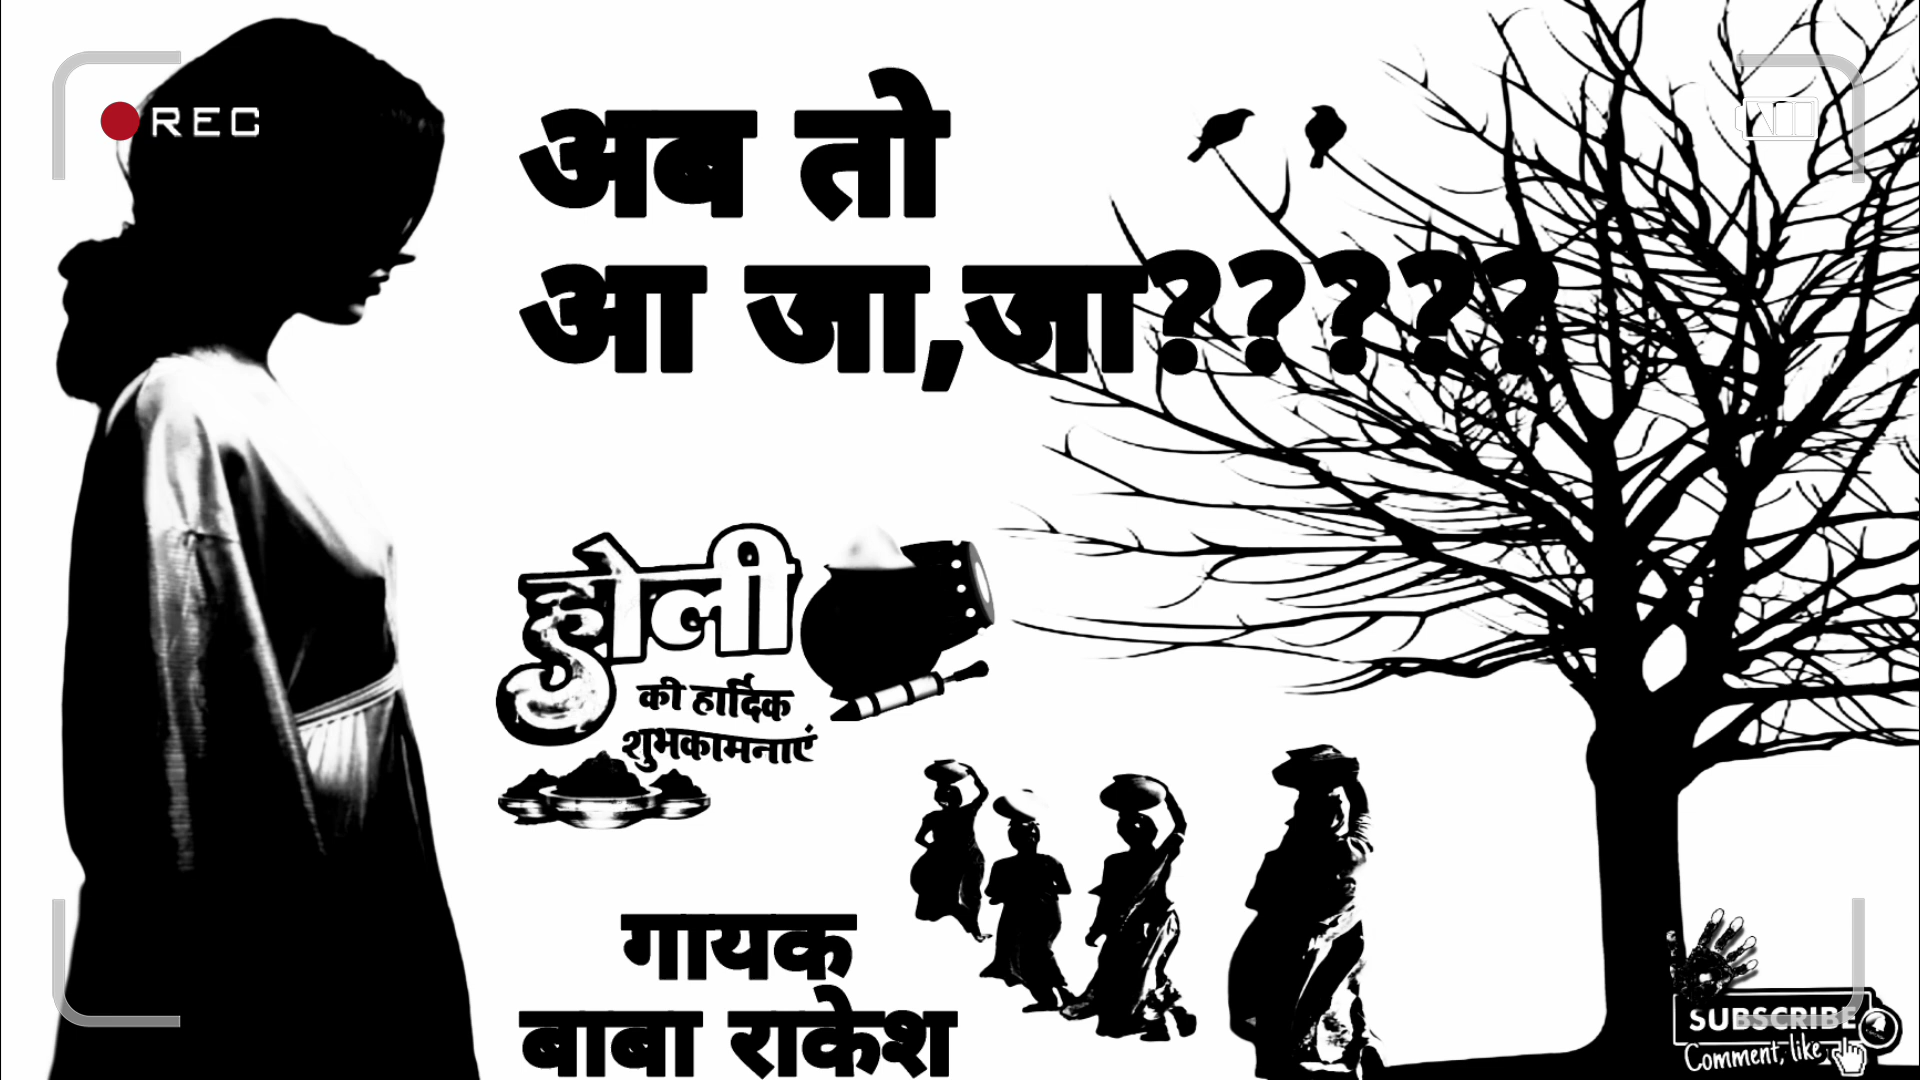 REC
अब तो
आ जा,जा?????
होली
की हार्दिक
शुभकामनाएं
गायक
बाबा राकेश
SUBSCRIBE
Comment, like